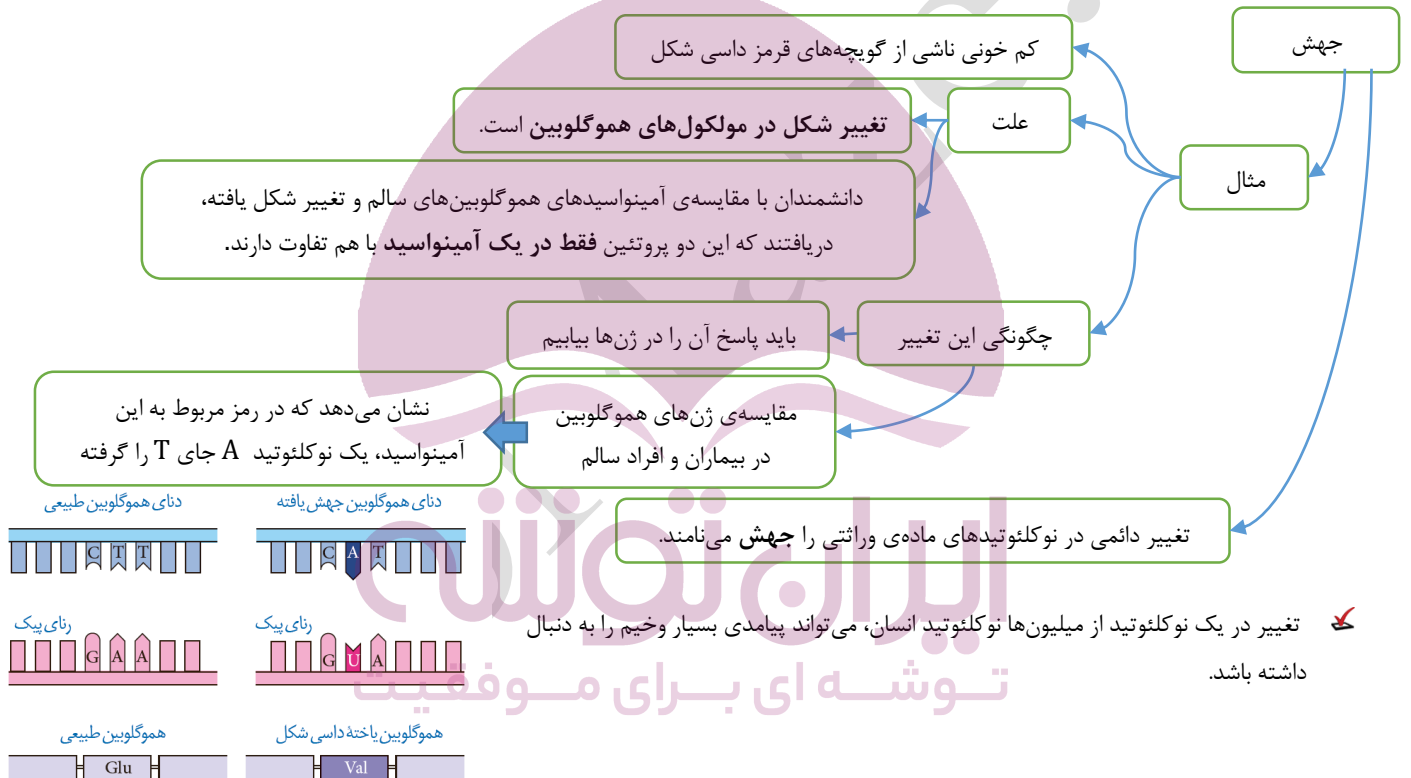 جهش
کم خونی ناشی از گویچه‌های قرمز داسی شکل
علت
تغییر شکل در مولکول‌های هموگلوبین است.
مثال
دانشمندان با مقایسه‌ی آمینواسیدهای هموگلوبین‌های سالم و تغییر شکل یافته،
دریافتند که این دو پروتئین فقط در یک آمینواسید با هم تفاوت دارند.
چگونگی این تغییر
باید پاسخ آن را در ژن‌ها بیابیم
مقایسه‌ی ژن‌های هموگلوبین
در بیماران و افراد سالم
نشان می‌دهد که در رمز مربوط به این
آمینواسید، یک نوکلئوتید A جای T را گرفته
تغییر دائمی در نوکلئوتیدهای ماده‌ی وراثتی را جهش می‌نامند.
دنای هموگلوبین جهش یافته
C A T
دنای هموگلوبین طبیعی
C T T
رنای پیک
G U A
رنای پیک
G A A
هموگلوبین یاختهٔ داسی شکل
Val
هموگلوبین طبیعی
Glu
تغییر در یک نوکلئوتید از میلیون‌ها نوکلئوتید انسان، می‌تواند پیامدی بسیار وخیم را به دنبال
داشته باشد.
ایران توشه
توشه ای برای موفقیت